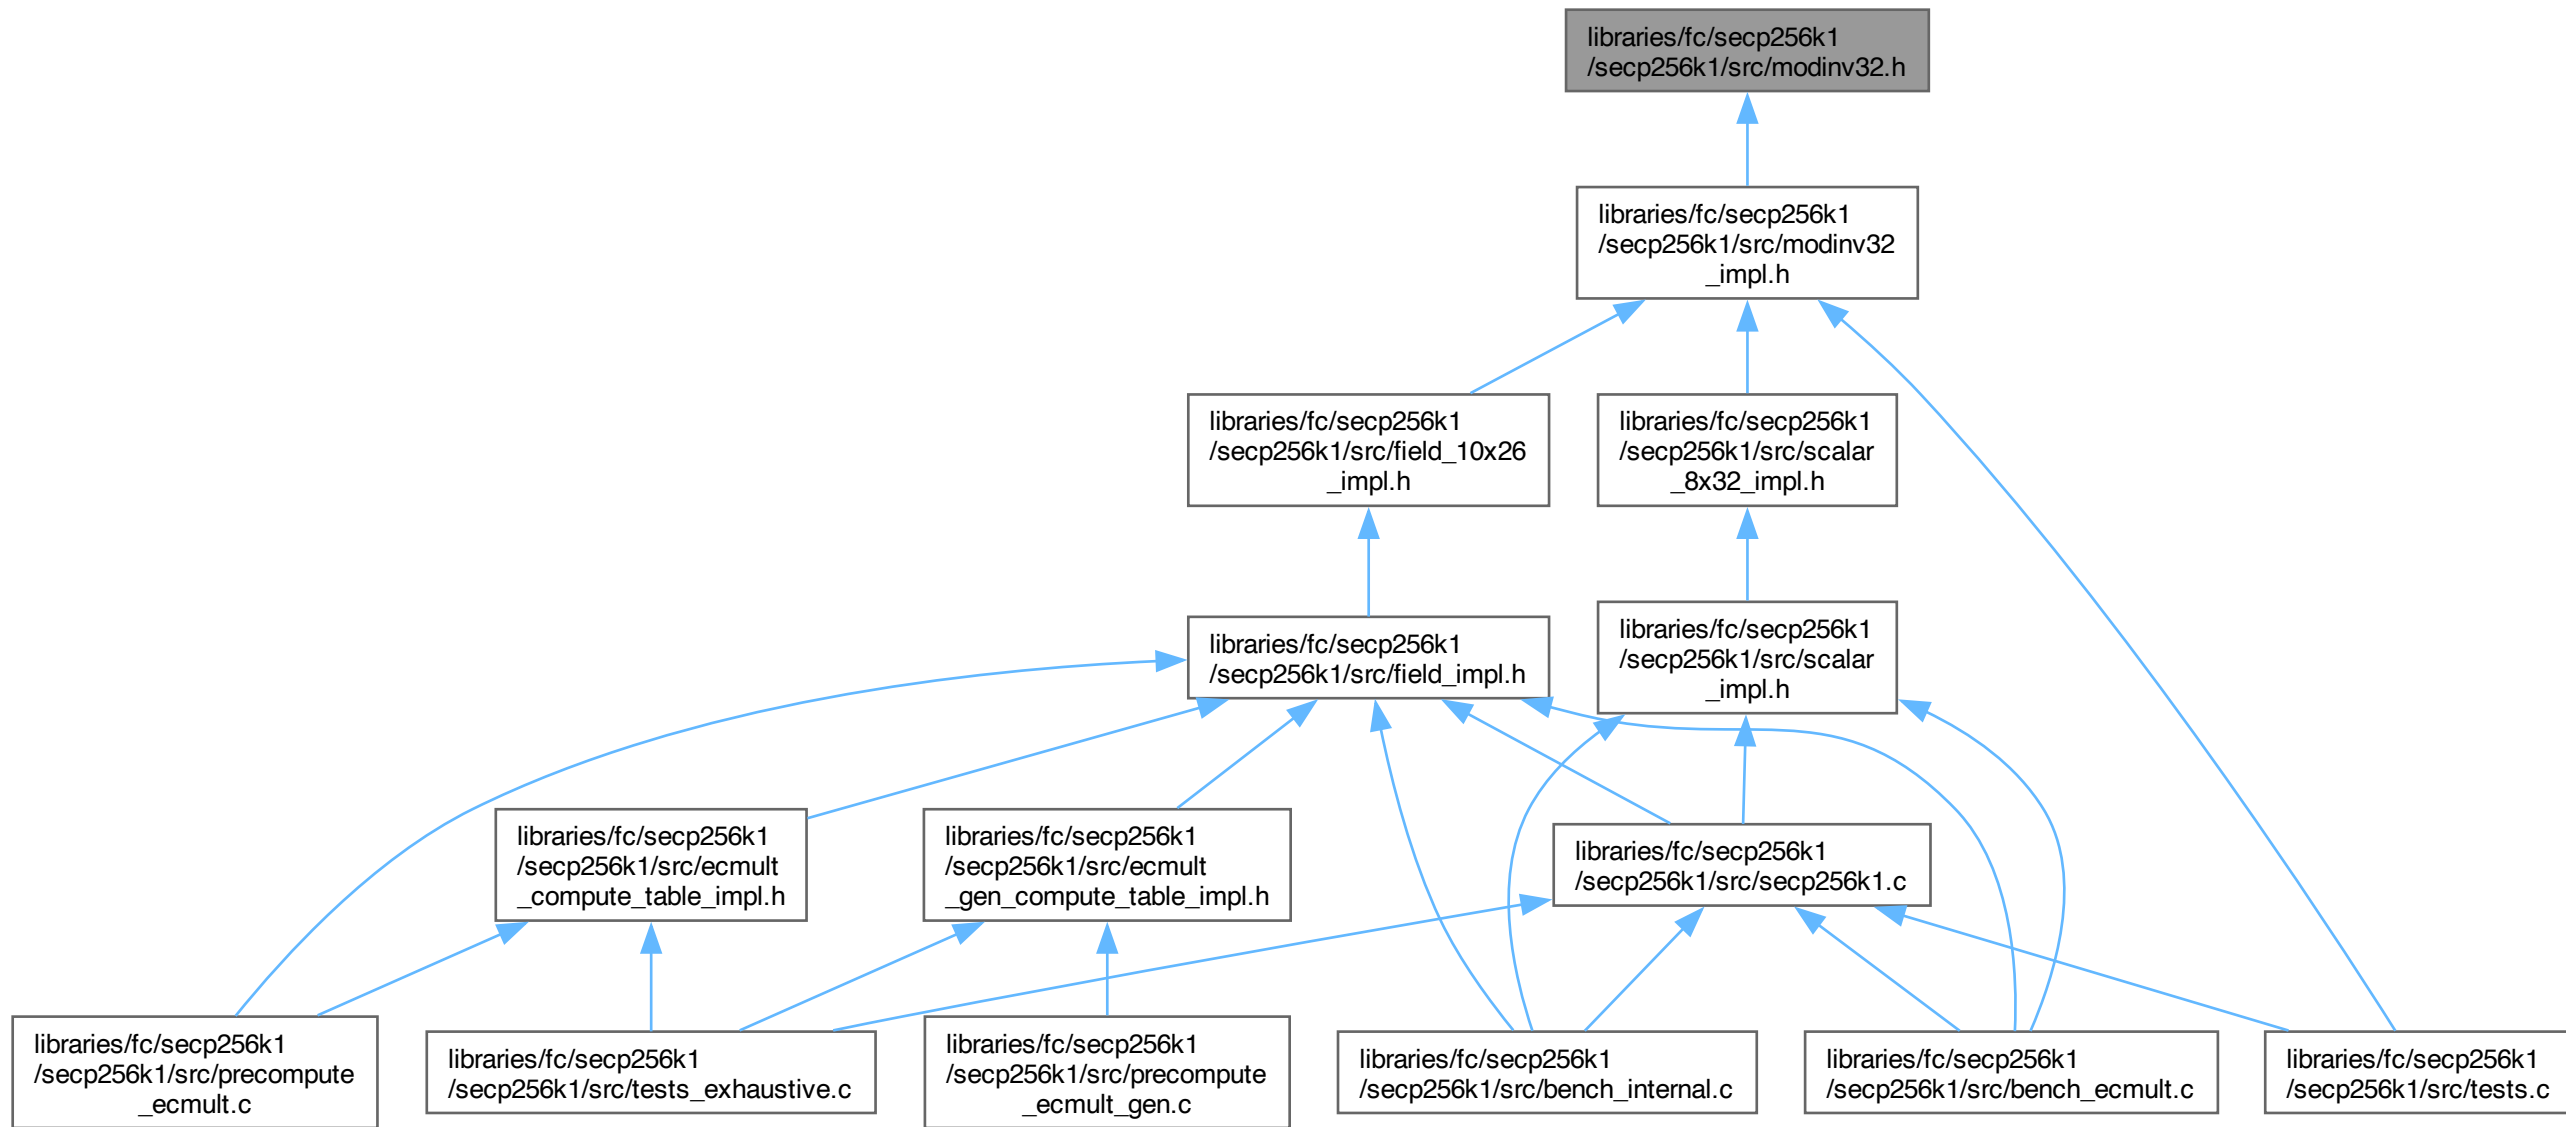 libraries/fc/secp256k1
/secp256k1/src/modinv32.h
libraries/fc/secp256k1
/secp256k1/src/modinv32
_impl.h
libraries/fc/secp256k1
/secp256k1/src/field_10x26
_impl.h
libraries/fc/secp256k1
/secp256k1/src/scalar
_8x32_impl.h
libraries/fc/secp256k1
/secp256k1/src/field_impl.h
libraries/fc/secp256k1
/secp256k1/src/scalar
_impl.h
libraries/fc/secp256k1
/secp256k1/src/ecmult
_compute_table_impl.h
libraries/fc/secp256k1
/secp256k1/src/ecmult
_gen_compute_table_impl.h
libraries/fc/secp256k1
/secp256k1/src/secp256k1.c
libraries/fc/secp256k1
/secp256k1/src/precompute
_ecmult.c
libraries/fc/secp256k1
/secp256k1/src/tests_exhaustive.c
libraries/fc/secp256k1
/secp256k1/src/precompute
_ecmult_gen.c
libraries/fc/secp256k1
/secp256k1/src/bench_internal.c
libraries/fc/secp256k1
/secp256k1/src/bench_ecmult.c
libraries/fc/secp256k1
/secp256k1/src/tests.c